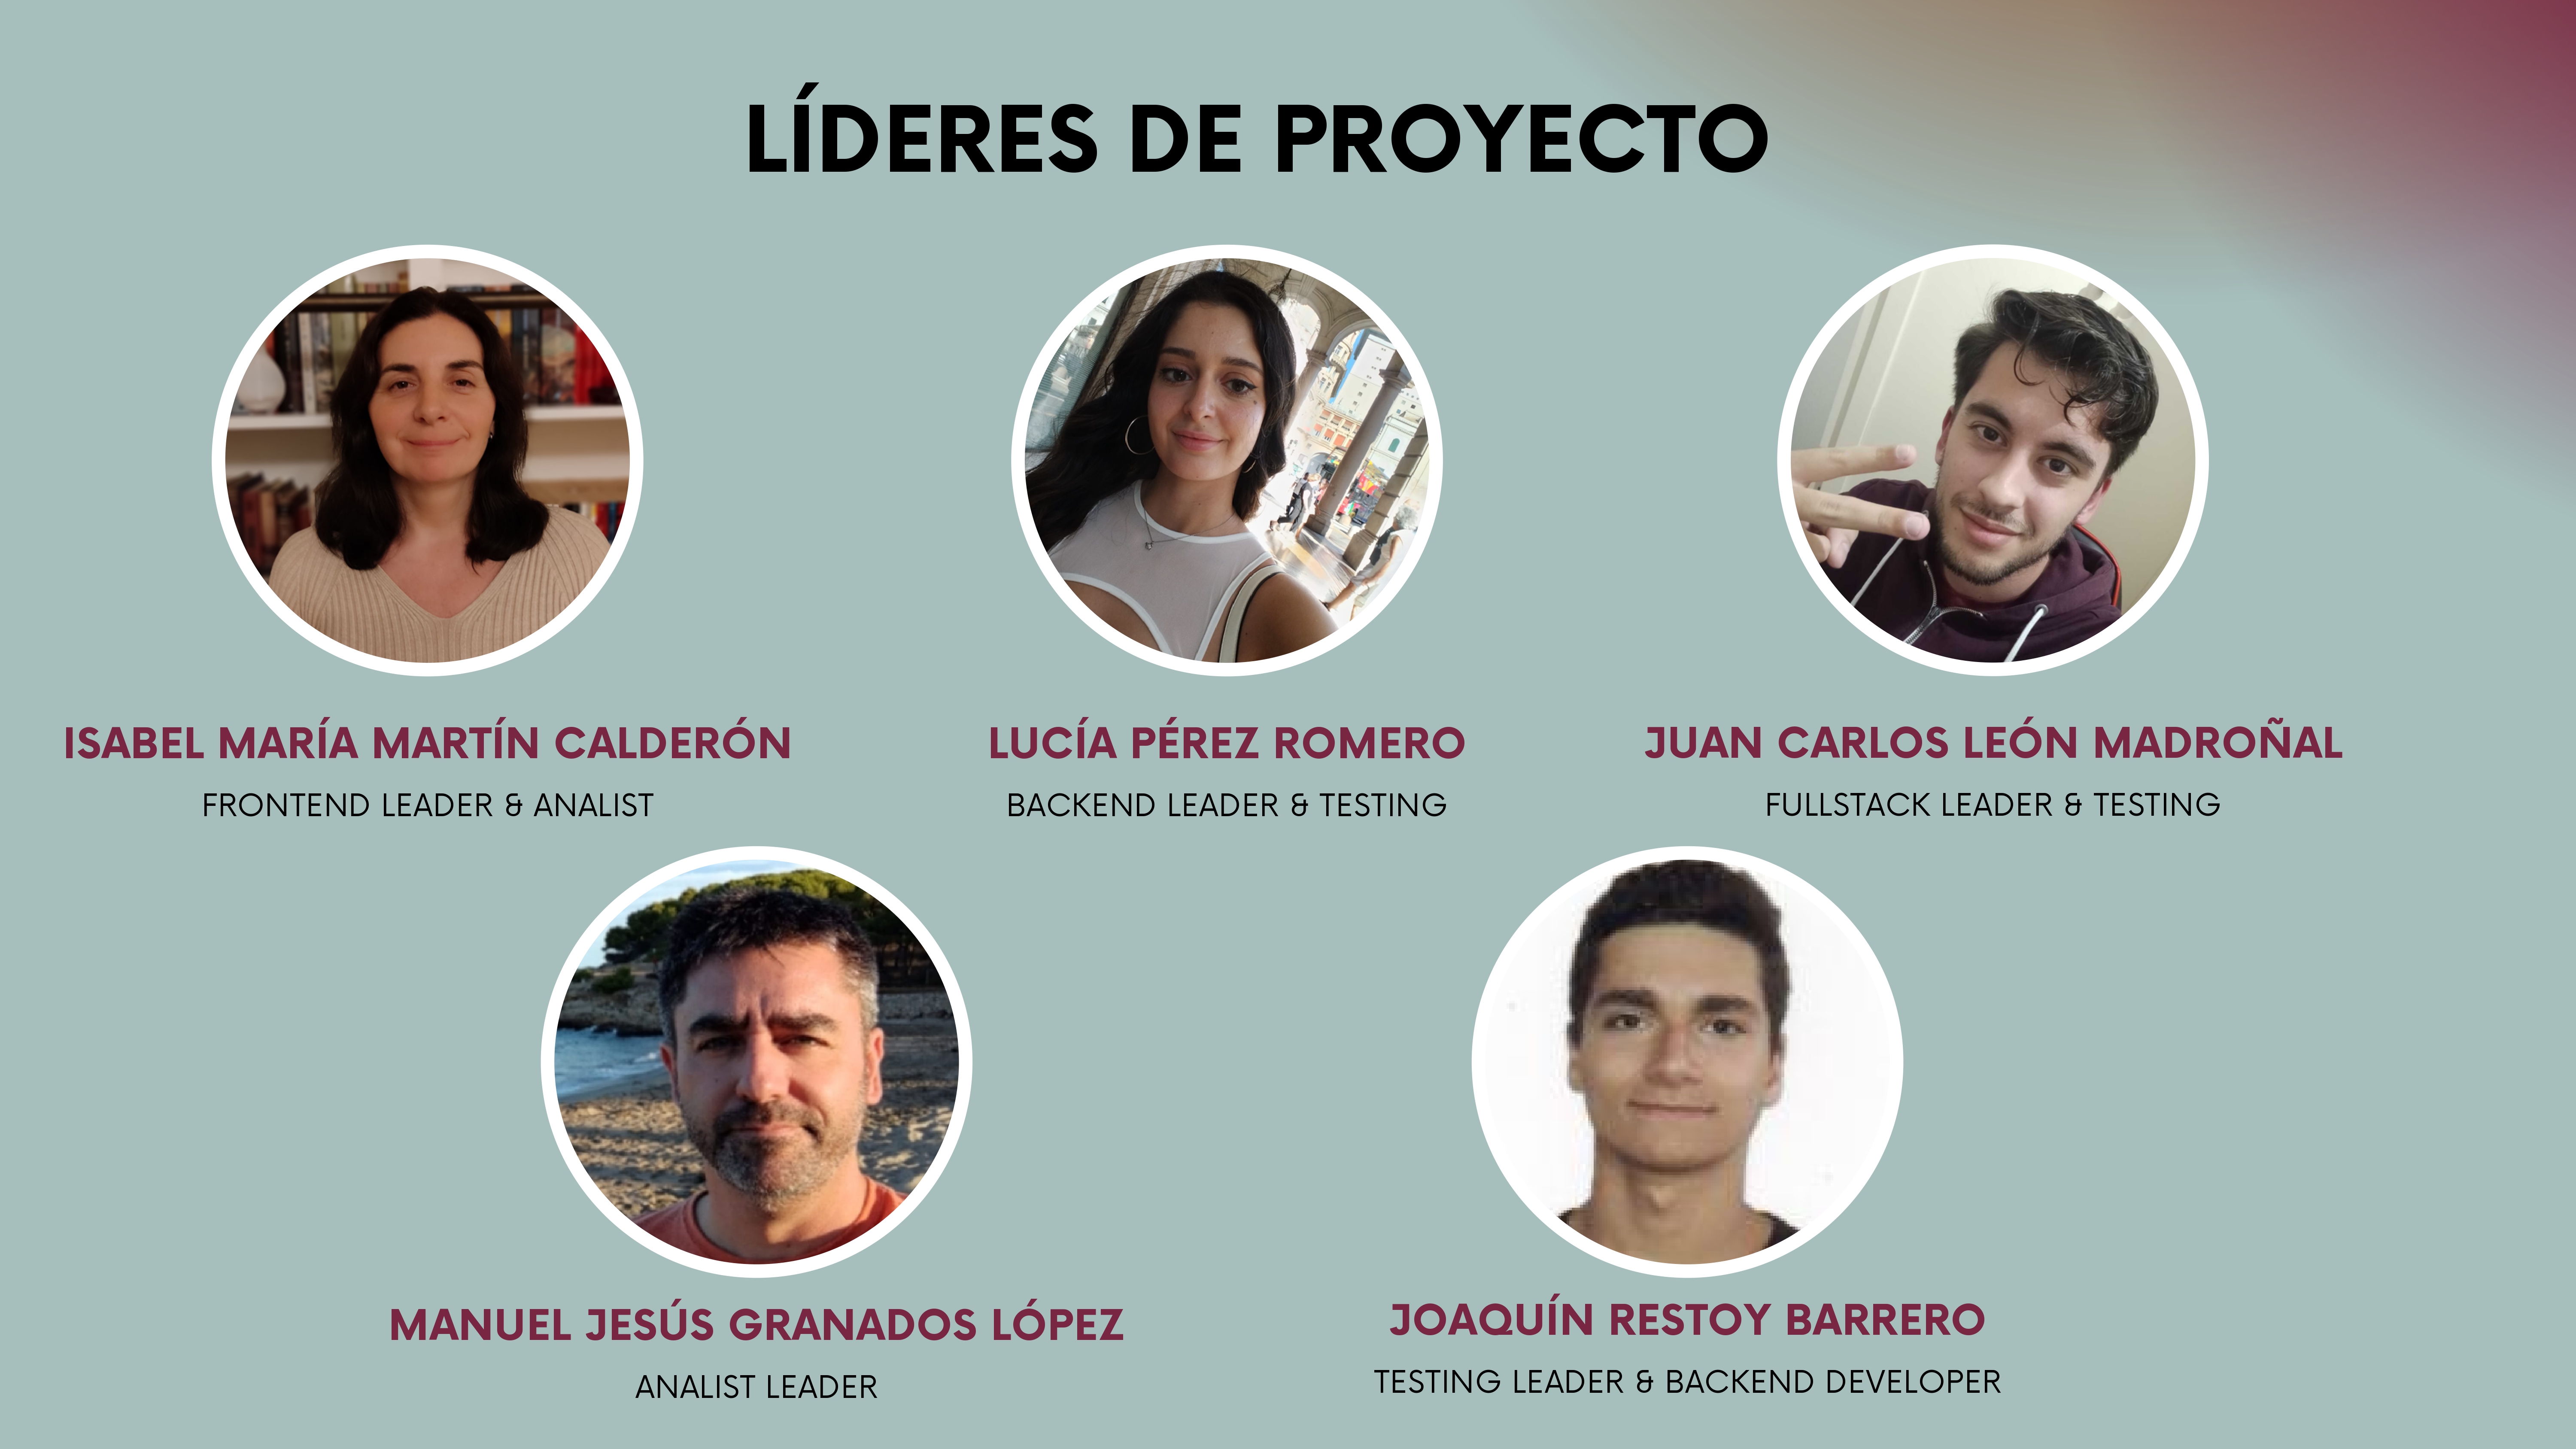 LÍDERES DE PROYECTO
ISABEL MARÍA MARTÍN CALDERÓN
FRONTEND LEADER & ANALIST
LUCÍA PÉREZ ROMERO
BACKEND LEADER & TESTING
JUAN CARLOS LEÓN MADROÑAL
FULLSTACK LEADER & TESTING
MANUEL JESÚS GRANADOS LÓPEZ
ANALIST LEADER
JOAQUÍN RESTOY BARRERO
TESTING LEADER & BACKEND DEVELOPER